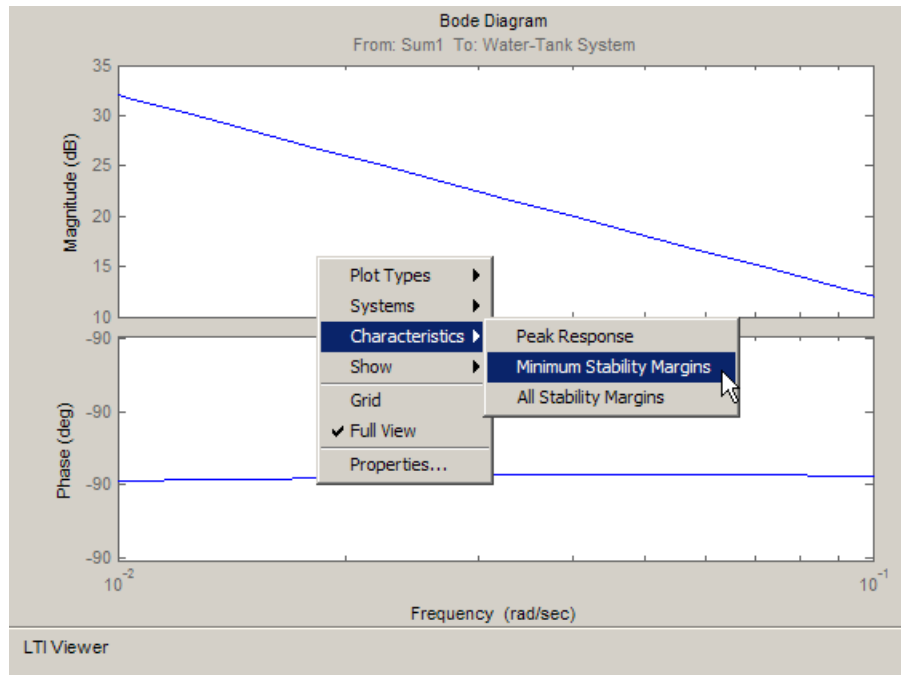 Bode Diagram
From: Sum1 To: Water-Tank System
35
30
25
20
15
10
Magnitude (dB)
-90
-90
-90
-90
Phase (deg)
10-2
10-1
Frequency (rad/sec)
Plot Types
Systems
Characteristics
Show
Grid
Full View
Properties...
Peak Response
Minimum Stability Margins
All Stability Margins
LTI Viewer